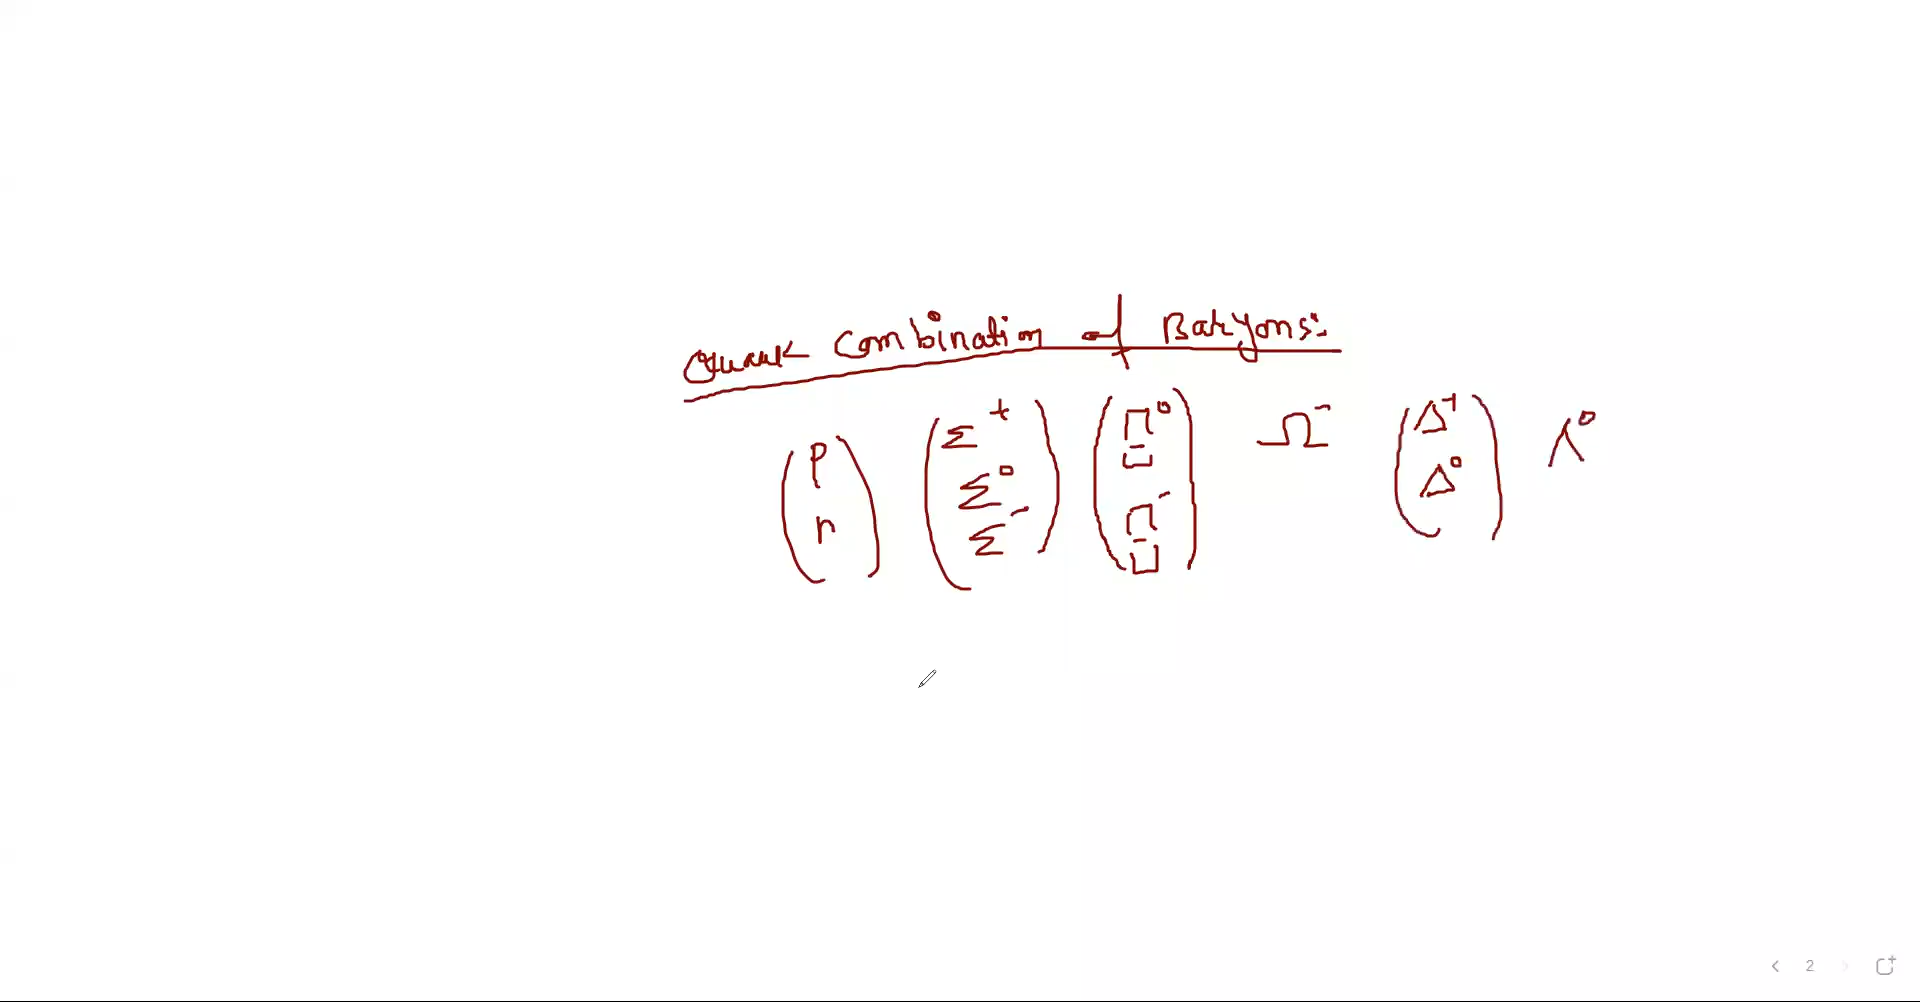 Quark Combination of Baryons:
( p n ) ( Σ⁺ Σ⁰ Σ⁻ ) ( Ξ⁰ Ξ⁻ ) Ω⁻ ( Δ⁺ Δ⁰ ) Λ⁰
2